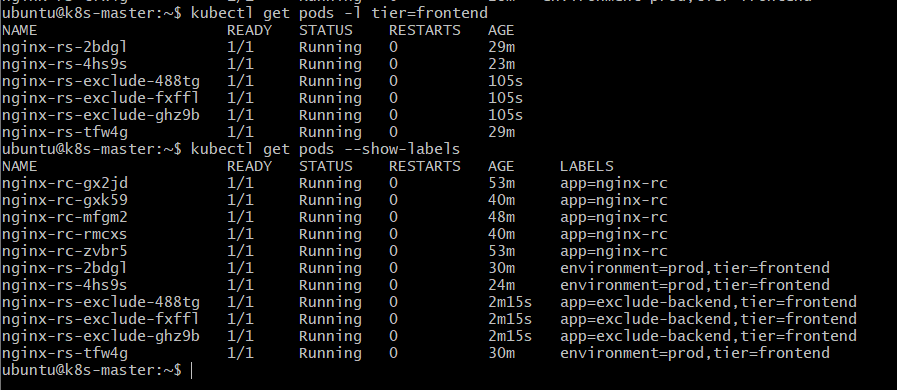 environment=prod,tier=frontend
ubuntu@k8s-master:~$ kubectl get pods -l tier=frontend
NAME READY STATUS RESTARTS AGE
nginx-rs-2bdgl 1/1 Running 0 29m
nginx-rs-4hs9s 1/1 Running 0 23m
nginx-rs-exclude-488tg 1/1 Running 0 105s
nginx-rs-exclude-fxffl 1/1 Running 0 105s
nginx-rs-exclude-ghz9b 1/1 Running 0 105s
nginx-rs-tfw4g 1/1 Running 0 29m
ubuntu@k8s-master:~$ kubectl get pods --show-labels
NAME READY STATUS RESTARTS AGE LABELS
nginx-rc-gx2jd 1/1 Running 0 53m app=nginx-rc
nginx-rc-gxk59 1/1 Running 0 40m app=nginx-rc
nginx-rc-mfgm2 1/1 Running 0 48m app=nginx-rc
nginx-rc-rmcxs 1/1 Running 0 40m app=nginx-rc
nginx-rc-zvbr5 1/1 Running 0 53m app=nginx-rc
nginx-rs-2bdgl 1/1 Running 0 30m environment=prod,tier=frontend
nginx-rs-4hs9s 1/1 Running 0 24m environment=prod,tier=frontend
nginx-rs-exclude-488tg 1/1 Running 0 2m15s app=exclude-backend,tier=frontend
nginx-rs-exclude-fxffl 1/1 Running 0 2m15s app=exclude-backend,tier=frontend
nginx-rs-exclude-ghz9b 1/1 Running 0 2m15s app=exclude-backend,tier=frontend
nginx-rs-tfw4g 1/1 Running 0 30m environment=prod,tier=frontend
ubuntu@k8s-master:~$